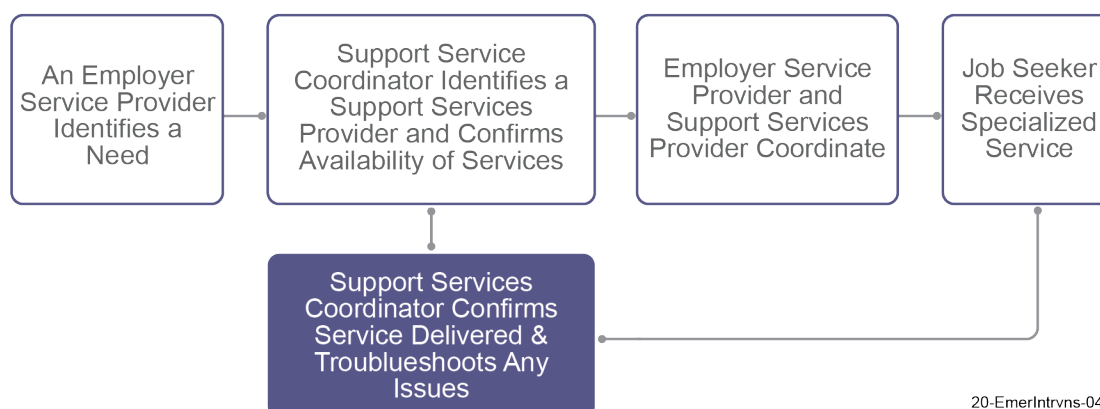 An Employer
Service Provider
Identifies a
Need
Support Service
Coordinator Identifies a
Support Services
Provider and Confirms
Availability of Services
Employer Service
Provider and
Support Services
Provider Coordinate
Job Seeker
Receives
Specialized
Service
Support Services
Coordinator Confirms
Service Delivered &
Troublueshoots Any
Issues
20-EmerIntrvns-04